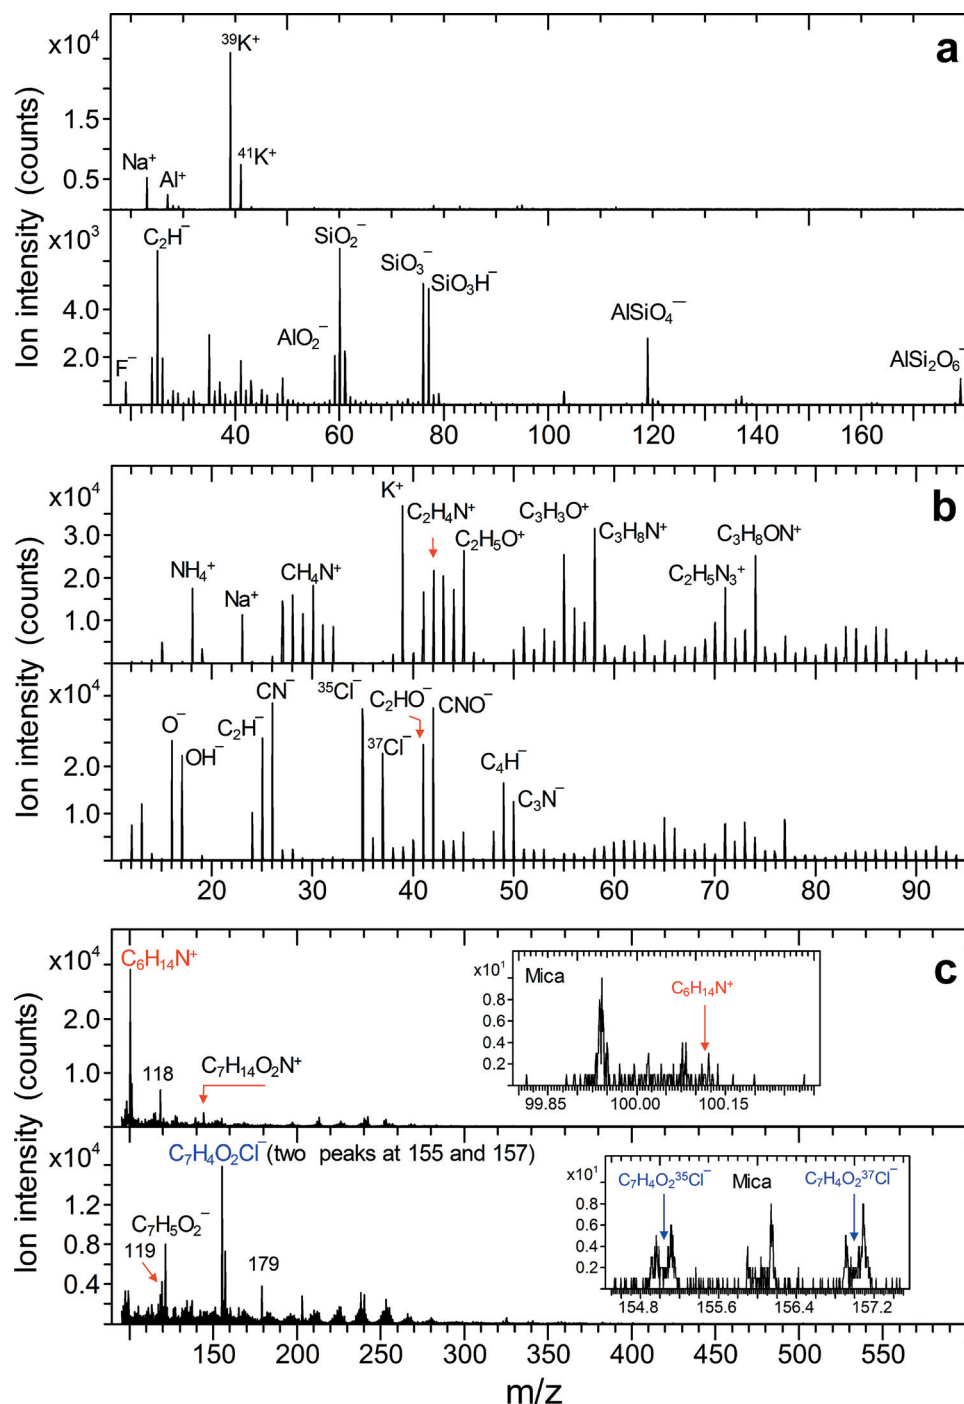 a
x10⁴
³⁹K⁺
1.5
⁴¹K⁺
Na⁺
Al⁺
0.5
Ion intensity (counts)
x10³
C₂H⁻
SiO₂⁻
SiO₃⁻
SiO₃H⁻
4.0
AlSiO₄⁻
AlO₂⁻
F⁻
AlSi₂O₆⁻
2.0
40 60 80 100 120 140 160
b
x10⁴
K⁺
C₂H₄N⁺
C₃H₃O⁺
C₃H₈N⁺
C₃H₈ON⁺
3.0
C₂H₅O⁺
NH₄⁺
CH₄N⁺
C₂H₅N₃⁺
2.0
Na⁺
1.0
Ion intensity (counts)
x10⁴
CN⁻
³⁵Cl⁻
C₂HO⁻
CNO⁻
O⁻
C₂H⁻
OH⁻
³⁷Cl⁻
2.0
C₄H⁻
C₃N⁻
1.0
20 30 40 50 60 70 80 90
c
C₆H₁₄N⁺
x10⁴
2.0
118
C₇H₁₄O₂N⁺
1.0
x10¹
Mica
C₆H₁₄N⁺
0.8
0.6
0.4
0.2
99.85 100.00 100.15
Ion intensity (counts)
C₇H₄O₂Cl⁻ (two peaks at 155 and 157)
x10⁴
1.2
C₇H₅O₂⁻
119
0.8
179
0.4
x10¹
C₇H₄O₂³⁵Cl⁻
Mica
C₇H₄O₂³⁷Cl⁻
0.8
0.6
0.4
0.2
154.8 155.6 156.4 157.2
150 200 250 300 350 400 450 500 550
m/z